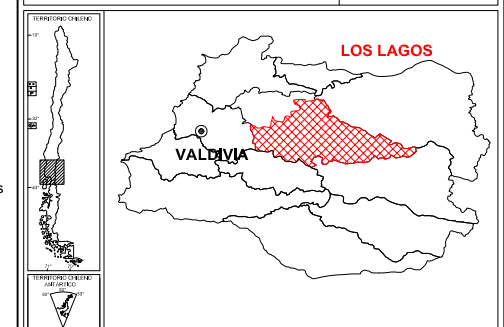 TERRITORIO CHILENO
LOS LAGOS
VALDIVIA
TERRITORIO CHILENO
ANTÁRTICO